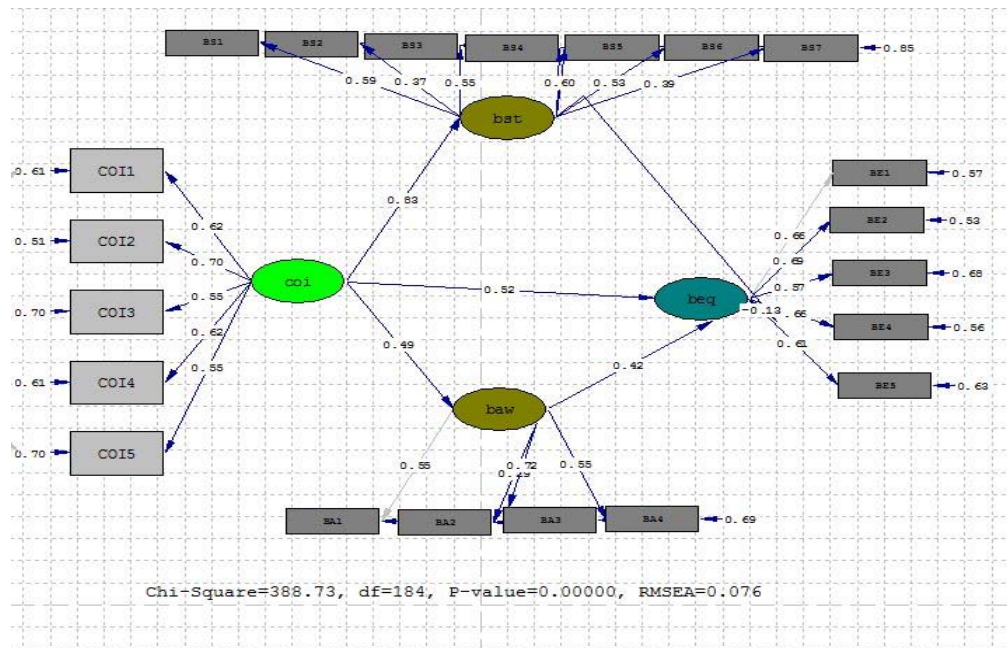 BS1 BS2 BS3 BS4 BS5 BS6 BS7 0.85
0.59 0.37 0.55 0.60 0.53 0.39
bst
COI1 0.61
COI2 0.51
COI3 0.70
COI4 0.61
COI5 0.70
0.62
0.70
0.55
0.62
0.55
coi
0.83
0.52
0.49
beq
-0.13
0.42
baw
BE1 0.57
BE2 0.53
BE3 0.68
BE4 0.56
BE5 0.63
0.66
0.69
0.57
.66
0.61
0.55 0.72 0.55
BA1 BA2 BA3 BA4 0.69
Chi-Square=388.73, df=184, P-value=0.00000, RMSEA=0.076